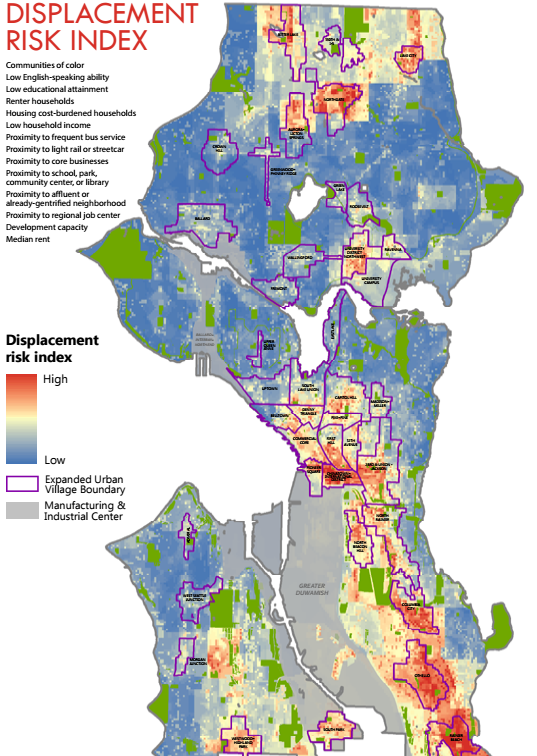 DISPLACEMENT
RISK INDEX
Communities of color
Low English-speaking ability
Low educational attainment
Renter households
Housing cost-burdened households
Low household income
Proximity to frequent bus service
Proximity to light rail or streetcar
Proximity to core businesses
Proximity to school, park,
community center, or library
Proximity to affluent or
already-gentrified neighborhood
Proximity to regional job center
Development capacity
Median rent
BITTER LAKE
LAKE CITY
NORTHGATE
AURORA-
LICTON
SPRINGS
CROWN
HILL
GREENWOOD-
PHINNEY RIDGE
GREEN
LAKE
ROOSEVELT
BALLARD
WALLINGFORD
UNIVERSITY
DISTRICT
NORTHWEST
RAVENNA
UNIVERSITY
CAMPUS
FREMONT
EASTLAKE
UPPER
QUEEN
ANNE
Displacement
risk index
High
Low
Expanded Urban
Village Boundary
Manufacturing &
Industrial Center
UPTOWN
SOUTH
LAKE UNION
CAPITOL HILL
MADISON-
MILLER
BELLTOWN
DENNY
TRIANGLE
PIKE/PINE
COMMERCIAL
CORE
FIRST
HILL
12TH
AVENUE
PIONEER
SQUARE
23RD & UNION-
JACKSON
NORTH
BEACON
HILL
GREATER
DUWAMISH
COLUMBIA
CITY
WEST SEATTLE
JUNCTION
MORGAN
JUNCTION
OTHELLO
WESTWOOD-
HIGHLAND
PARK
SOUTH PARK
RAINIER
BEACH